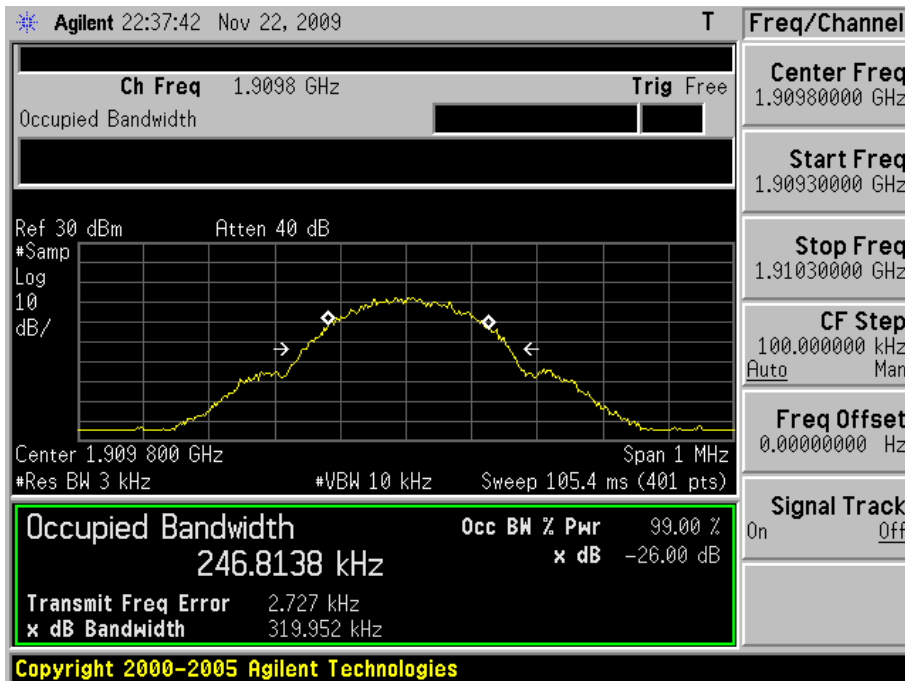 Agilent 22:37:42 Nov 22, 2009 T
Freq/Channel
Ch Freq 1.9098 GHz Trig Free
Occupied Bandwidth
Center Freq
1.90980000 GHz
Start Freq
1.90930000 GHz
Stop Freq
1.91030000 GHz
CF Step
100.000000 kHz
Auto Man
Freq Offset
0.00000000 Hz
Signal Track
On Off
Ref 30 dBm Atten 40 dB
#Samp
Log
10
dB/
Center 1.909 800 GHz Span 1 MHz
#Res BW 3 kHz #VBW 10 kHz Sweep 105.4 ms (401 pts)
Occupied Bandwidth
246.8138 kHz
Occ BW % Pwr 99.00 %
x dB -26.00 dB
Transmit Freq Error 2.727 kHz
x dB Bandwidth 319.952 kHz
Copyright 2000-2005 Agilent Technologies